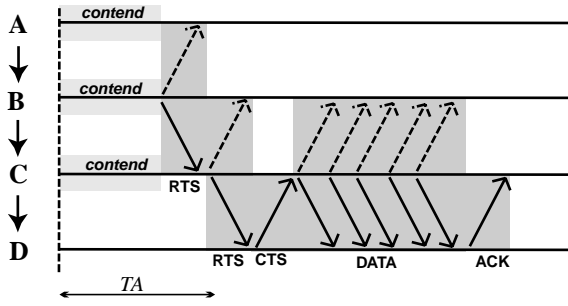 A
contend
B
contend
C
contend
RTS
D
RTS CTS DATA ACK
TA